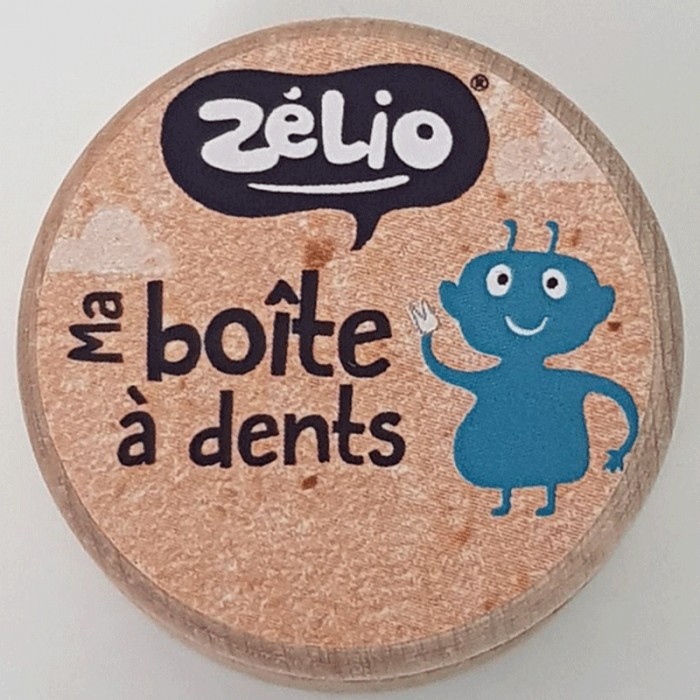 zéLio®
Ma boîte
à dents